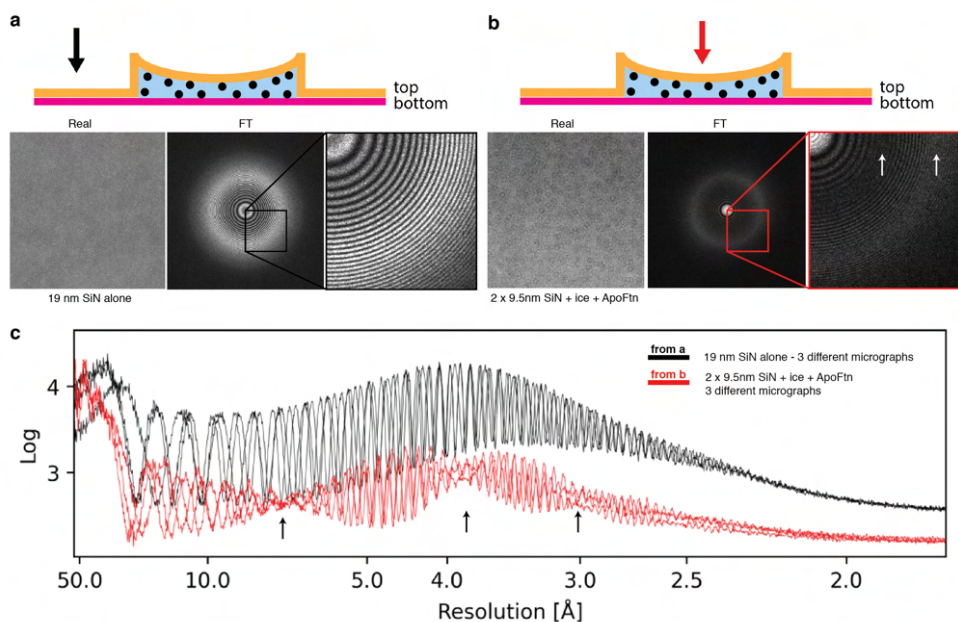 a
top
bottom
Real
FT
19 nm SiN alone
b
top
bottom
Real
FT
2 x 9.5nm SiN + ice + ApoFtn
c
from a
19 nm SiN alone - 3 different micrographs
from b
2 x 9.5nm SiN + ice + ApoFtn
3 different micrographs
Log
4
3
50.0
10.0
5.0
4.0
3.0
2.5
2.0
Resolution [Å]